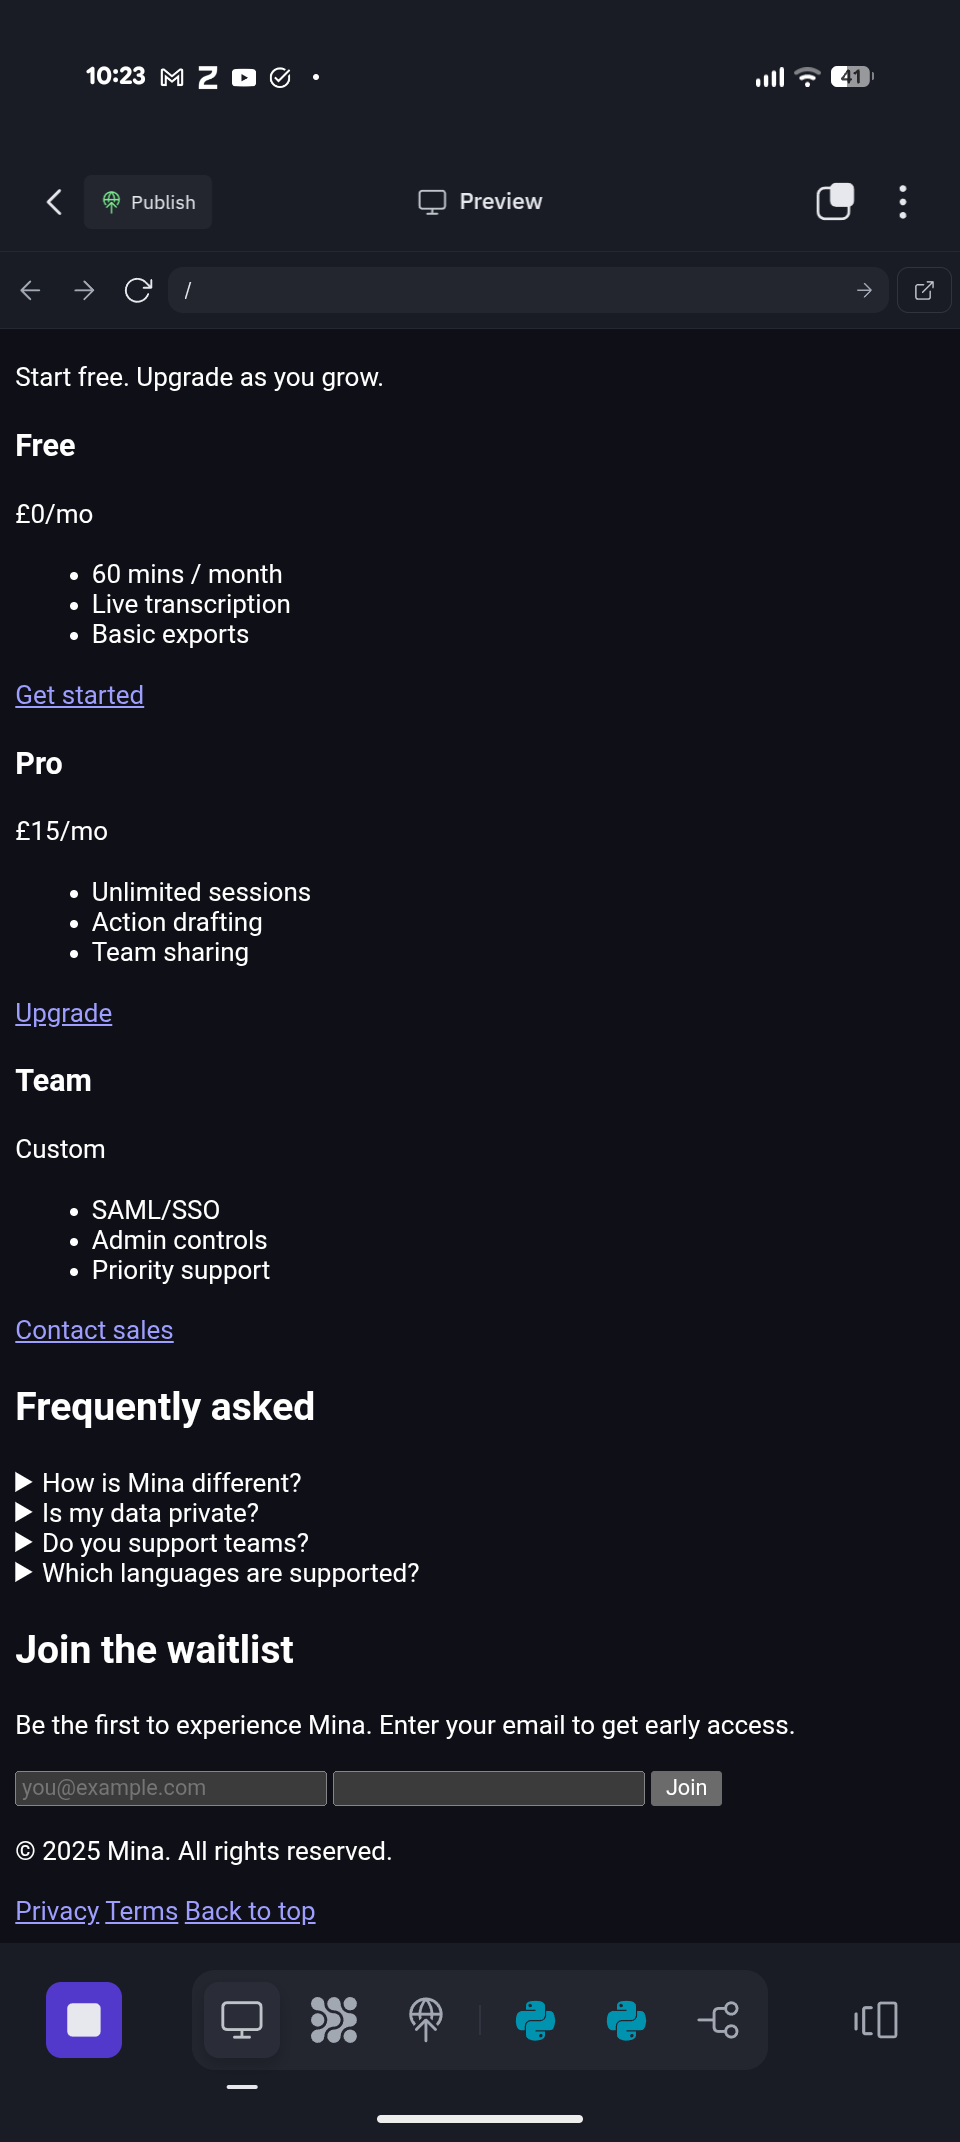 10:23
41
Publish
Preview
/
Start free. Upgrade as you grow.
Free
£0/mo
• 60 mins / month
• Live transcription
• Basic exports
Get started
Pro
£15/mo
• Unlimited sessions
• Action drafting
• Team sharing
Upgrade
Team
Custom
• SAML/SSO
• Admin controls
• Priority support
Contact sales
Frequently asked
▶ How is Mina different?
▶ Is my data private?
▶ Do you support teams?
▶ Which languages are supported?
Join the waitlist
Be the first to experience Mina. Enter your email to get early access.
you@example.com Join
© 2025 Mina. All rights reserved.
Privacy Terms Back to top